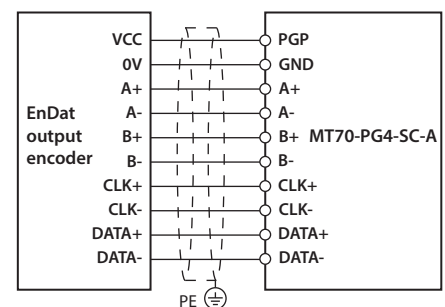 VCC PGP
0V GND
A+ A+
EnDat A- A-
output B+ B+ MT70-PG4-SC-A
encoder B- B-
CLK+ CLK+
CLK- CLK-
DATA+ DATA+
DATA- DATA-
PE